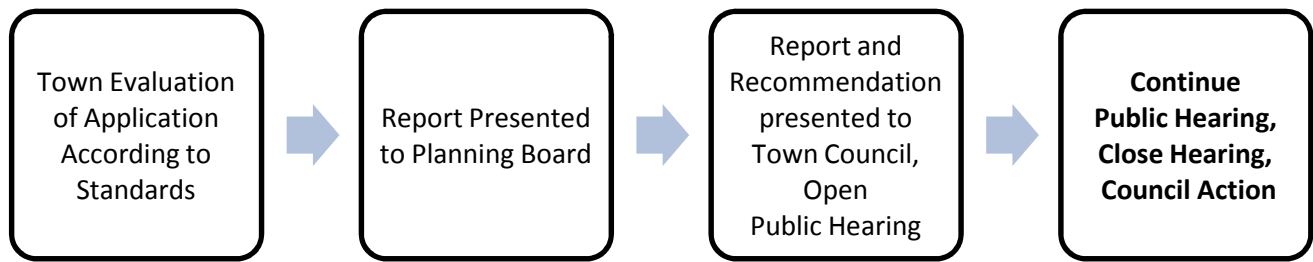 Town Evaluation
of Application
According to
Standards
Report Presented
to Planning Board
Report and
Recommendation
presented to
Town Council,
Open
Public Hearing
Continue
Public Hearing,
Close Hearing,
Council Action